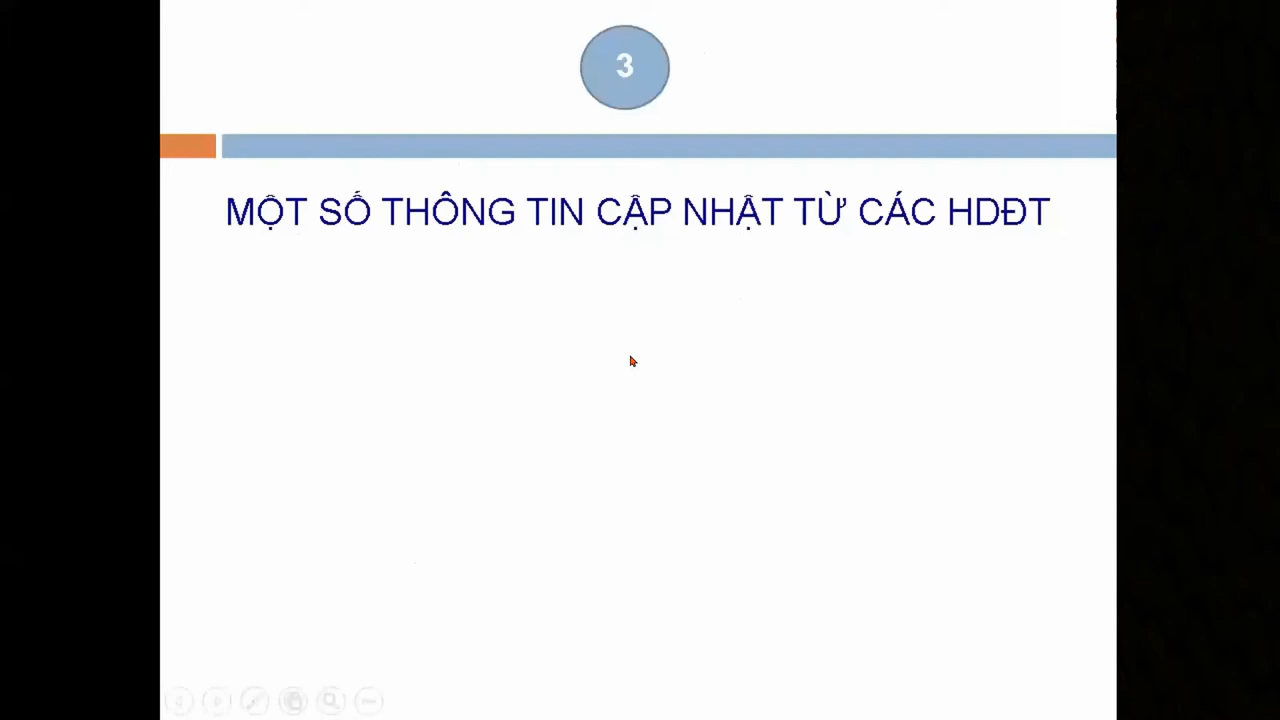 3
MỘT SỐ THÔNG TIN CẬP NHẬT TỪ CÁC HDĐT